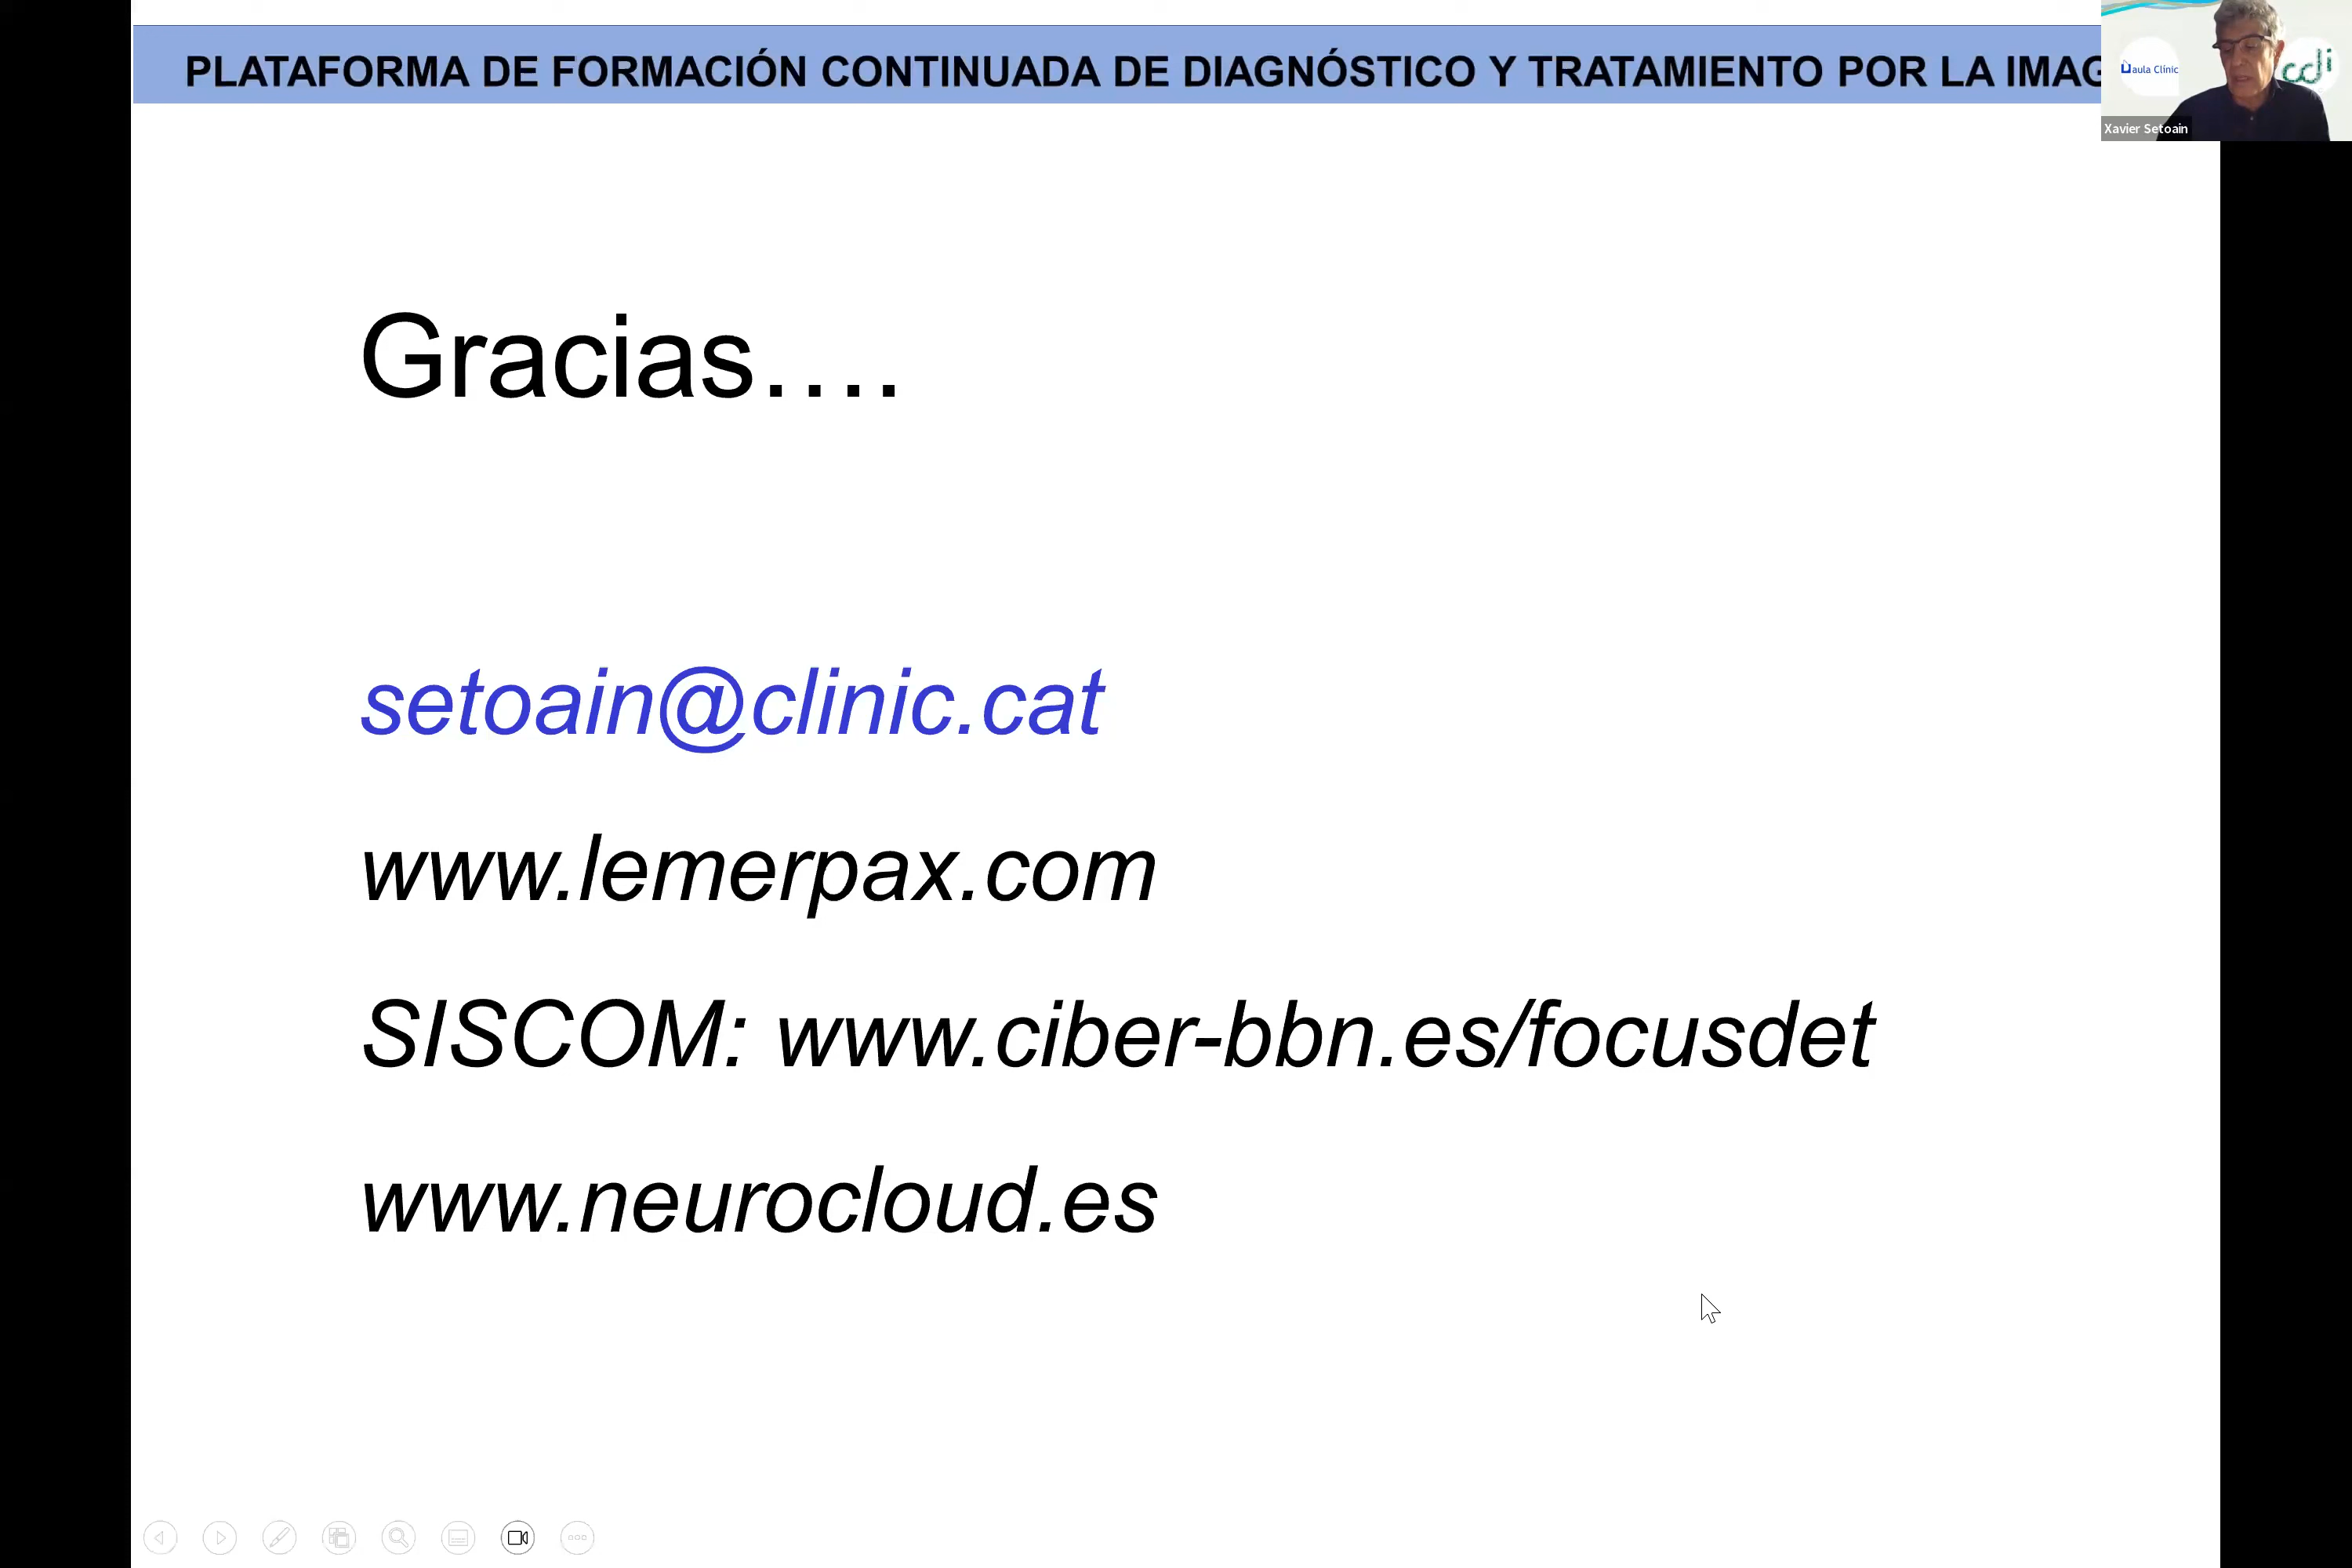 PLATAFORMA DE FORMACIÓN CONTINUADA DE DIAGNÓSTICO Y TRATAMIENTO POR LA IMAG
aula Clínic
cdi
Xavier Setoain
Gracias….
setoain@clinic.cat
www.lemerpax.com
SISCOM: www.ciber-bbn.es/focusdet
www.neurocloud.es